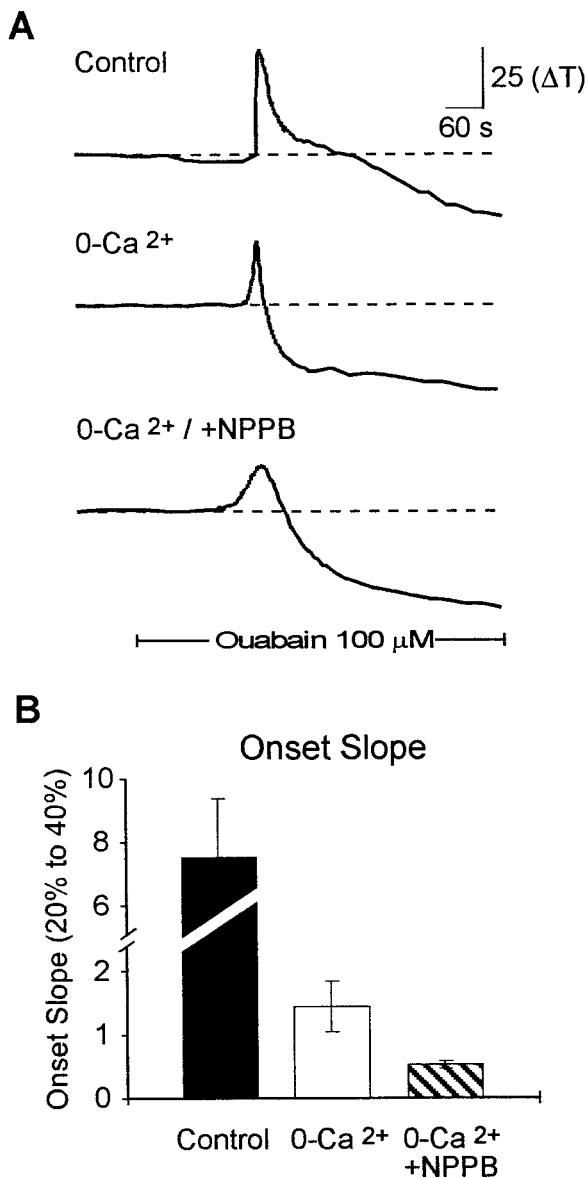 A
Control
25 (ΔT)
60 s
0-Ca 2+
0-Ca 2+ / +NPPB
Ouabain 100 μM
B
Onset Slope
Onset Slope (20% to 40%)
10
8
6
2
1
0
Control
0-Ca 2+
0-Ca 2+
+NPPB